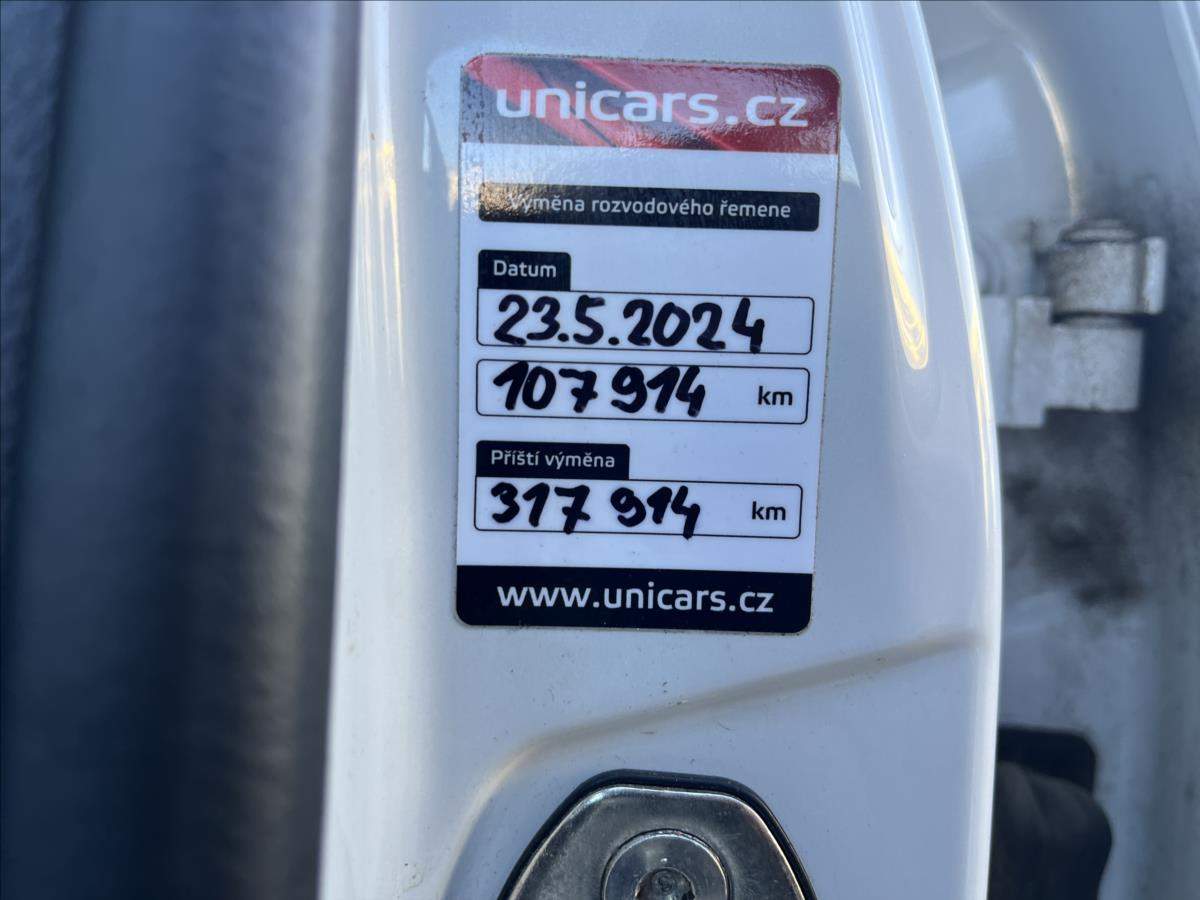 unicars.cz
Výměna rozvodového řemene
Datum
23.5.2024
107 914 km
Příští výměna
317 914 km
www.unicars.cz